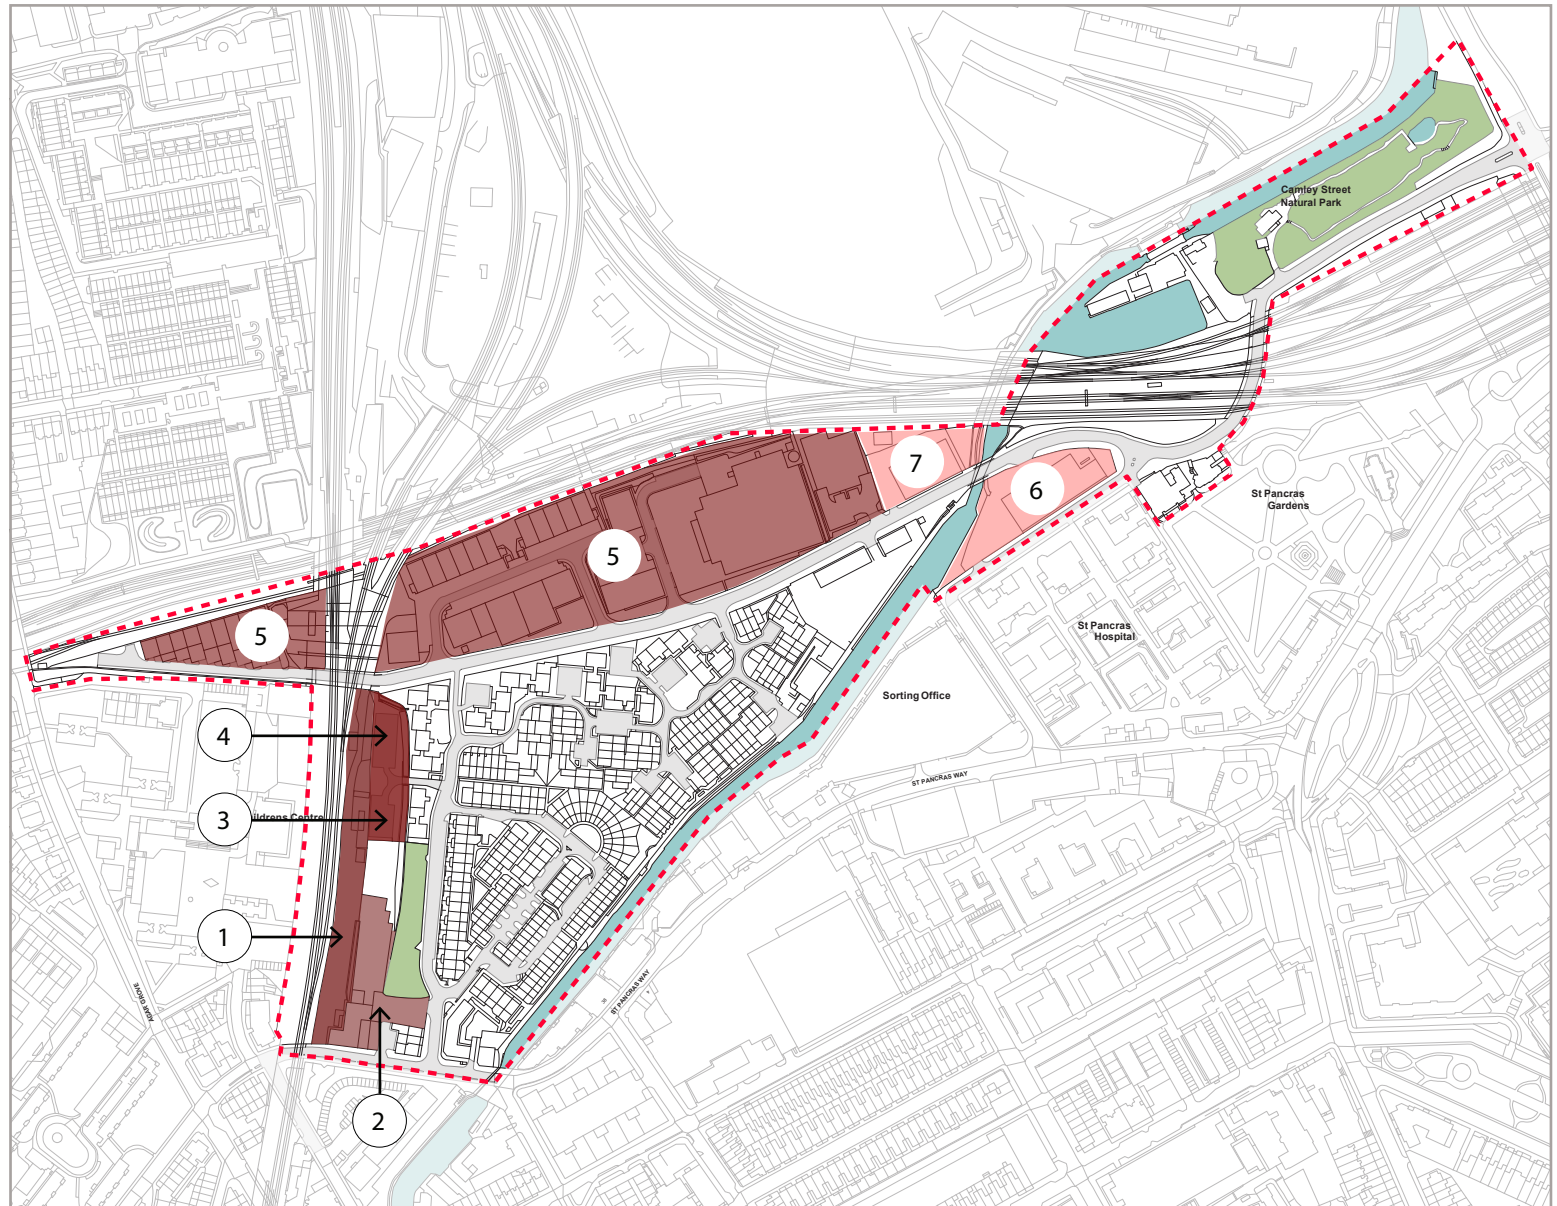 Camley Street
Natural Park
7
6
St Pancras
Gardens
5
5
St Pancras
Hospital
Sorting Office
4
ST PANCRAS WAY
3
ildrens Centre
1
AGAR GROVE
ST PANCRAS WAY
2